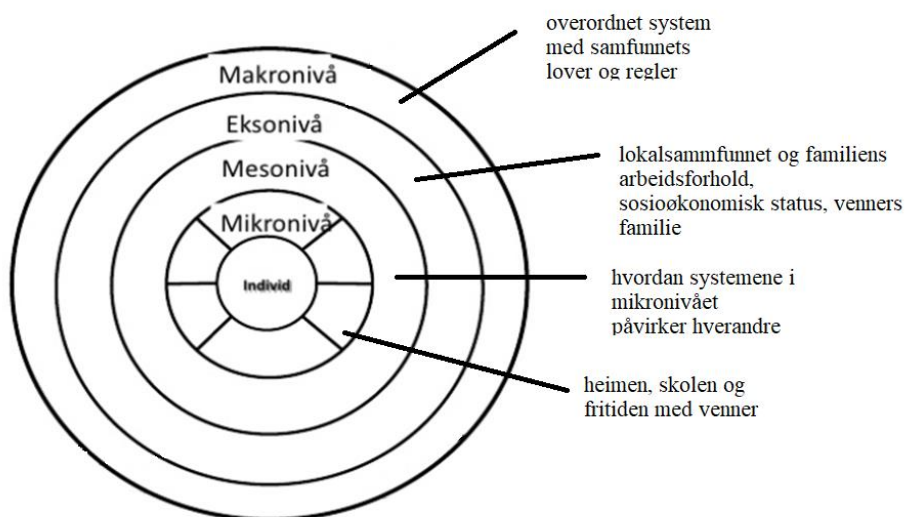 overordnet system
med samfunnets
lover og regler
Makronivå
Eksonivå
Mesonivå
Mikronivå
Individ
lokalsammfunnet og familiens
arbeidsforhold,
sosioøkonomisk status, venners
familie
hvordan systemene i
mikronivået
påvirker hverandre
heimen, skolen og
fritiden med venner